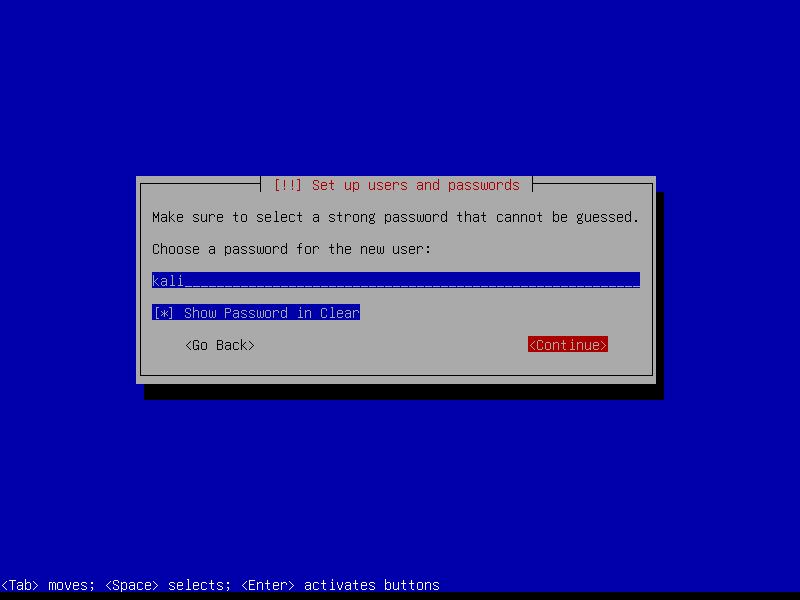 [!!] Set up users and passwords
Make sure to select a strong password that cannot be guessed.
Choose a password for the new user:
kali_________________________________________________________
[*] Show Password in Clear
<Go Back> <Continue>
<Tab> moves; <Space> selects; <Enter> activates buttons